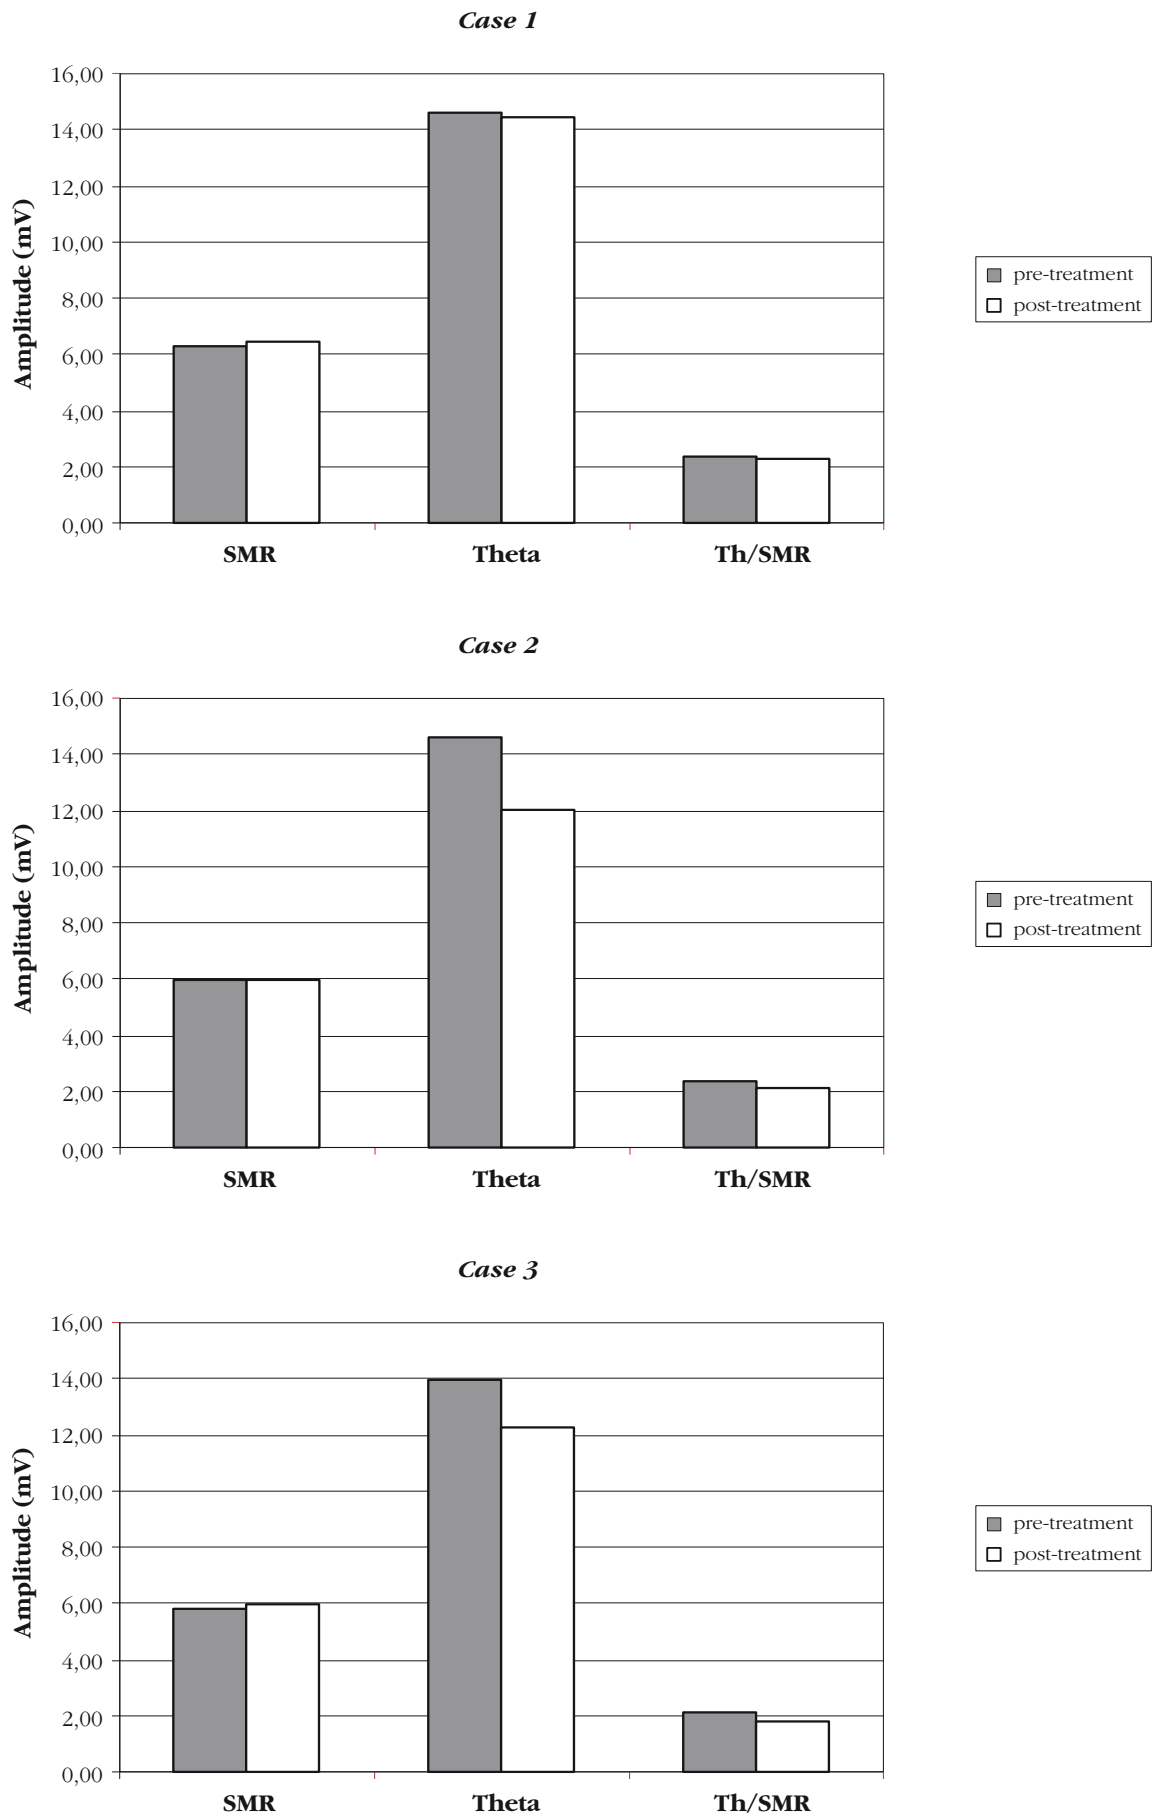 Case 1
16,00
14,00
12,00
10,00
8,00
6,00
4,00
2,00
0,00
Amplitude (mV)
SMR Theta Th/SMR
pre-treatment
post-treatment
Case 2
16,00
14,00
12,00
10,00
8,00
6,00
4,00
2,00
0,00
Amplitude (mV)
SMR Theta Th/SMR
pre-treatment
post-treatment
Case 3
16,00
14,00
12,00
10,00
8,00
6,00
4,00
2,00
0,00
Amplitude (mV)
SMR Theta Th/SMR
pre-treatment
post-treatment